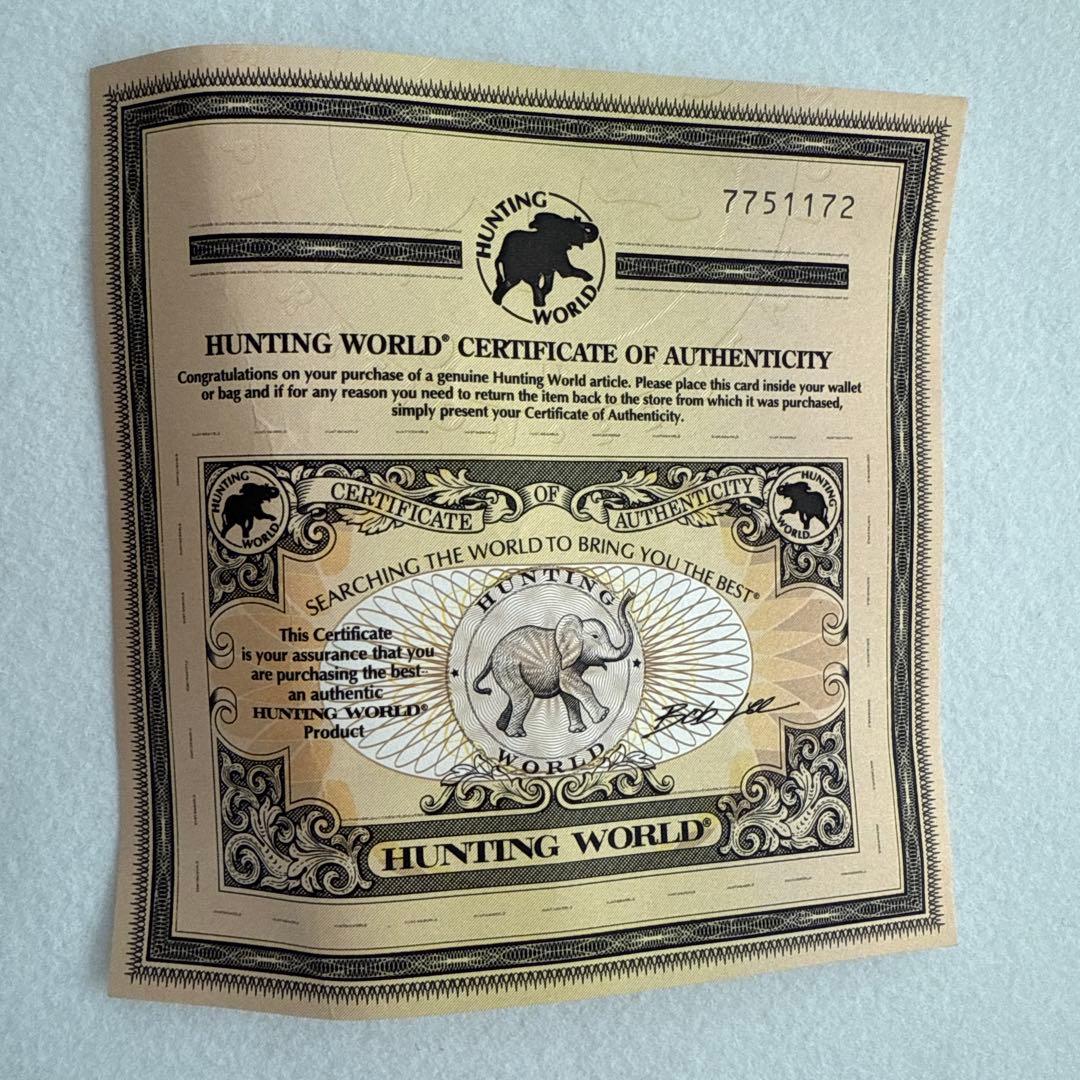 7751172
HUNTING
WORLD
HUNTING WORLD® CERTIFICATE OF AUTHENTICITY
Congratulations on your purchase of a genuine Hunting World article. Please place this card inside your wallet
or bag and if for any reason you need to return the item back to the store from which it was purchased,
simply present your Certificate of Authenticity.
HUNTING
WORLD
CERTIFICATE OF AUTHENTICITY
HUNTING
WORLD
SEARCHING THE WORLD TO BRING YOU THE BEST®
HUNTING
WORLD
This Certificate
is your assurance that you
are purchasing the best--
an authentic
HUNTING WORLD®
Product
Bob Lee
HUNTING WORLD®